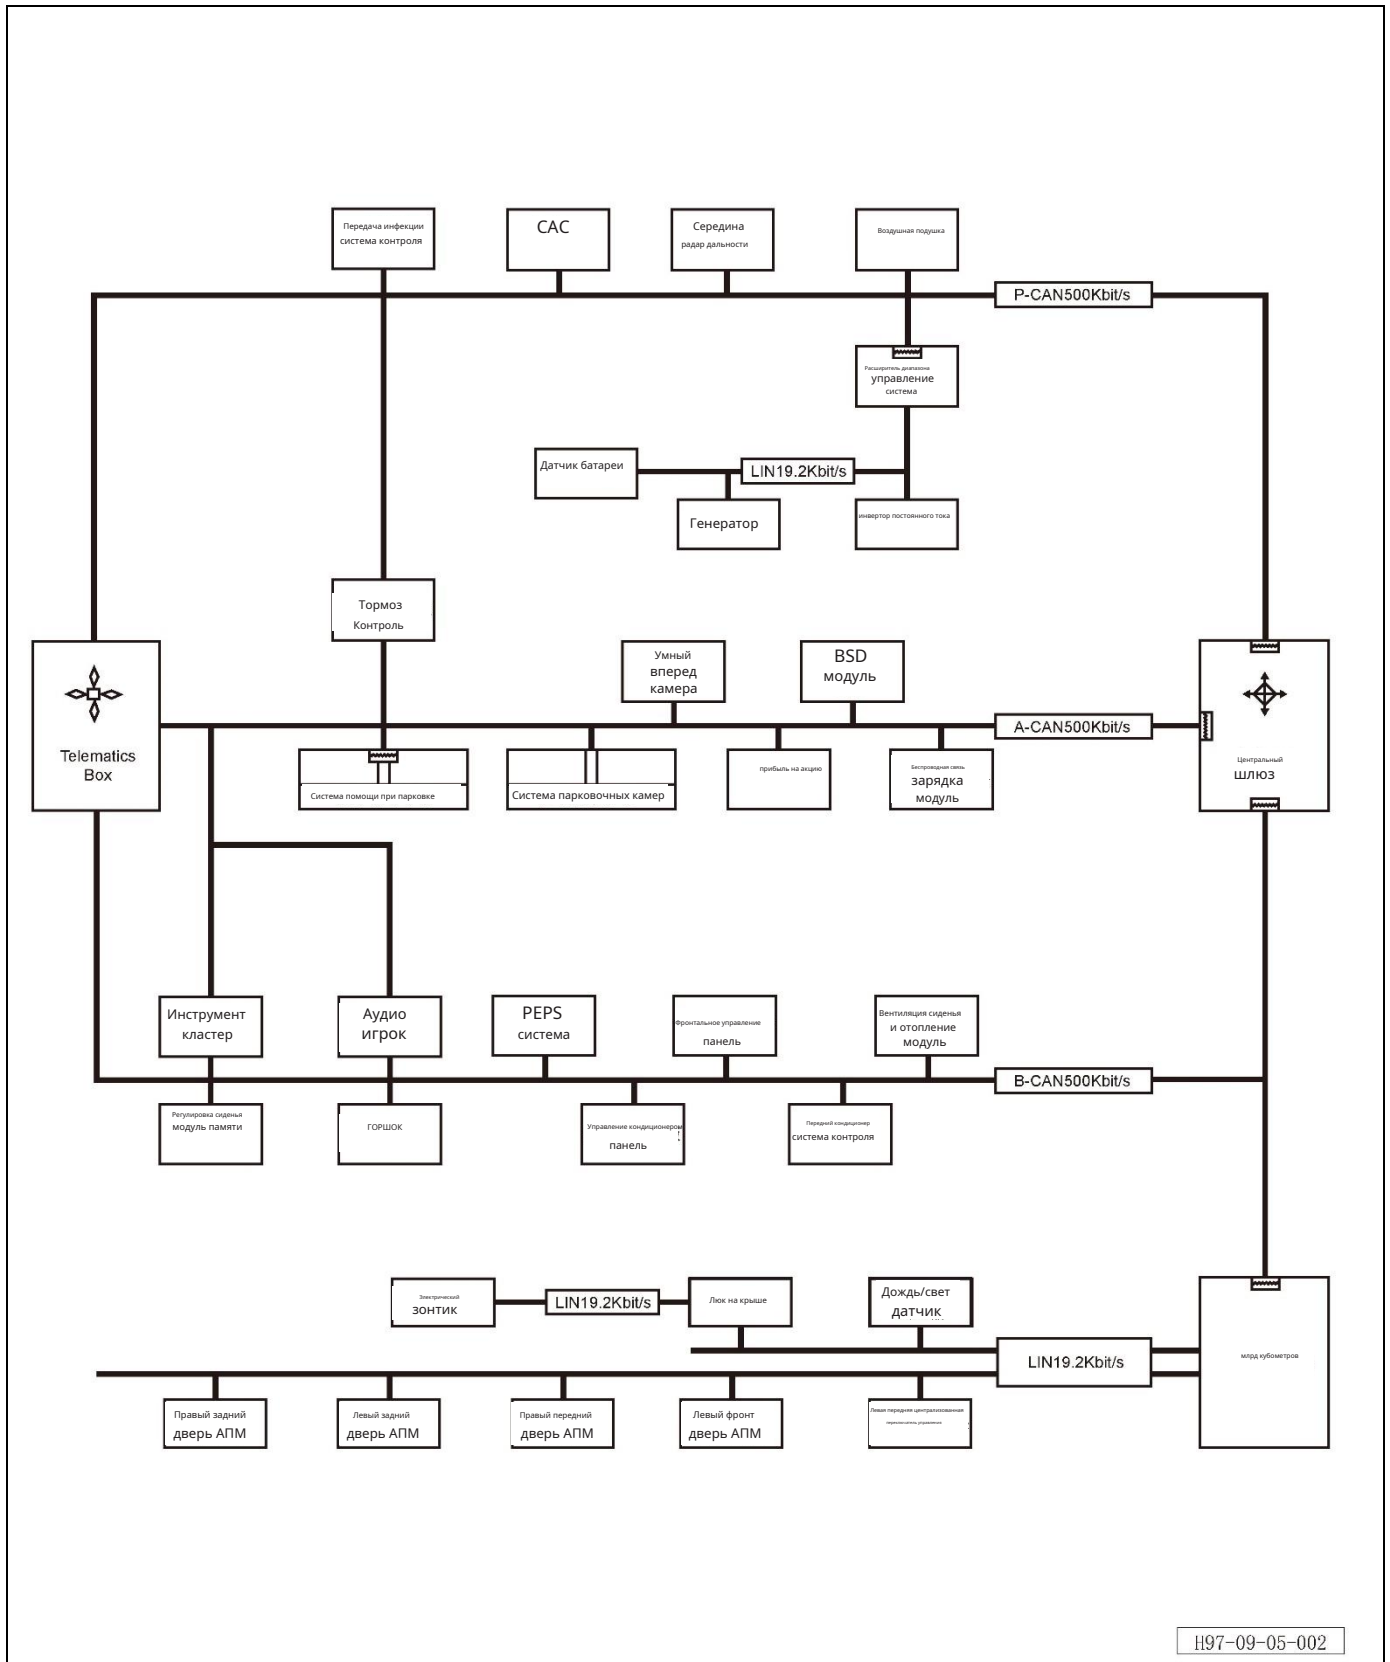 Передача инфекции
система контроля
САС
Середина
радар дальности
Воздушная подушка
P-CAN500Kbit/s
Расширитель диапазона
управление
система
Датчик батареи
LIN19.2Kbit/s
Генератор
инвертор постоянного тока
Тормоз
Контроль
Умный
вперед
камера
BSD
модуль
Telematics
Box
A-CAN500Kbit/s
Центральный
шлюз
Система помощи при парковке
Система парковочных камер
прибыль на акцию
Беспроводная связь
зарядка
модуль
Инструмент
кластер
Аудио
игрок
PEPS
система
Фронтальное управление
панель
Вентиляция сиденья
и отопление
модуль
B-CAN500Kbit/s
Регулировка сиденья
модуль памяти
ГОРШОК
Управление кондиционером
панель
Передний кондиционер
система контроля
Электрический
зонтик
LIN19.2Kbit/s
Люк на крыше
Дождь/свет
датчик
LIN19.2Kbit/s
млрд кубометров
Правый задний
дверь АПМ
Левый задний
дверь АПМ
Правый передний
дверь АПМ
Левый фронт
дверь АПМ
Левая передняя централизованная
переключатель управления
H97-09-05-002